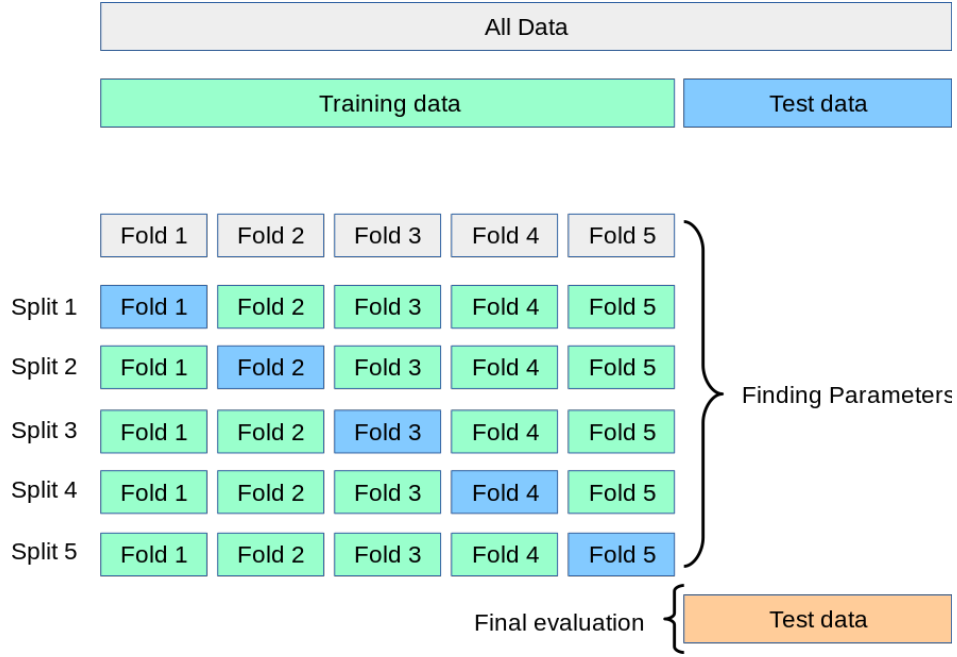 All Data
Training data Test data
Fold 1 Fold 2 Fold 3 Fold 4 Fold 5
Split 1 Fold 1 Fold 2 Fold 3 Fold 4 Fold 5
Split 2 Fold 1 Fold 2 Fold 3 Fold 4 Fold 5
Finding Parameters
Split 3 Fold 1 Fold 2 Fold 3 Fold 4 Fold 5
Split 4 Fold 1 Fold 2 Fold 3 Fold 4 Fold 5
Split 5 Fold 1 Fold 2 Fold 3 Fold 4 Fold 5
Final evaluation Test data